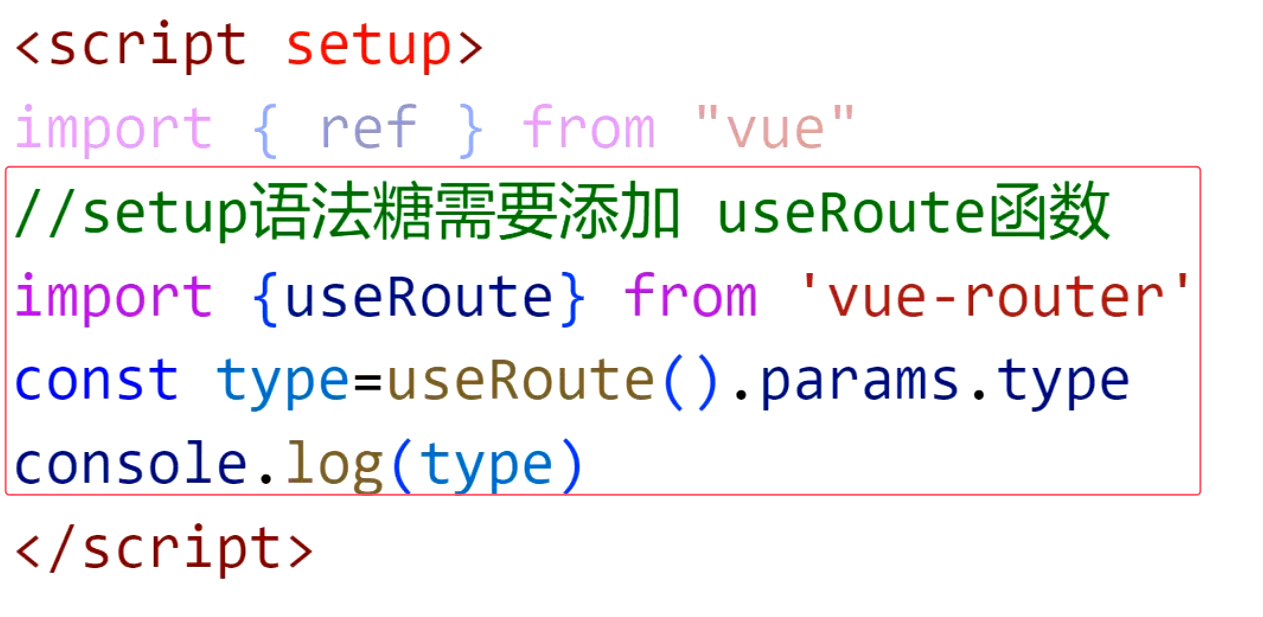 <script setup>
import { ref } from "vue"
//setup语法糖需要添加 useRoute函数
import {useRoute} from 'vue-router'
const type=useRoute().params.type
console.log(type)
</script>